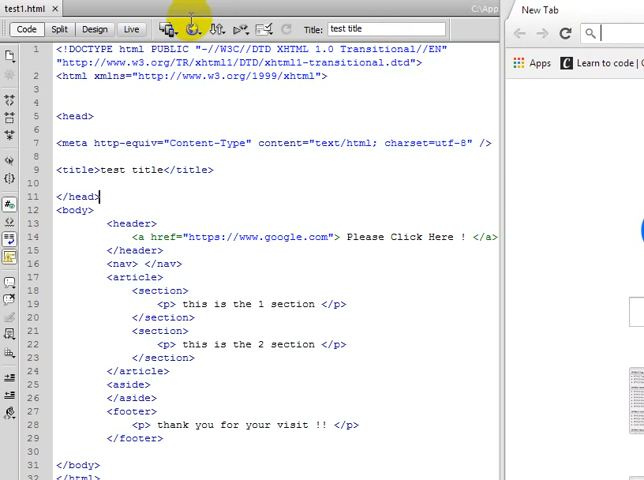 test1.html ×
C:\App
Code Split Design Live Title: test title
1 <!DOCTYPE html PUBLIC "-//W3C//DTD XHTML 1.0 Transitional//EN"
"http://www.w3.org/TR/xhtml1/DTD/xhtml1-transitional.dtd">
2 <html xmlns="http://www.w3.org/1999/xhtml">
3
4
5 <head>
6
7 <meta http-equiv="Content-Type" content="text/html; charset=utf-8" />
8
9 <title>test title</title>
10
11 </head>
12 <body>
13 <header>
14 <a href="https://www.google.com"> Please Click Here ! </a>
15 </header>
16 <nav> </nav>
17 <article>
18 <section>
19 <p> this is the 1 section </p>
20 </section>
21 <section>
22 <p> this is the 2 section </p>
23 </section>
24 </article>
25 <aside>
26 </aside>
27 <footer>
28 <p> thank you for your visit !! </p>
29 </footer>
30
31 </body>
32 </html>
New Tab
Apps Learn to code |